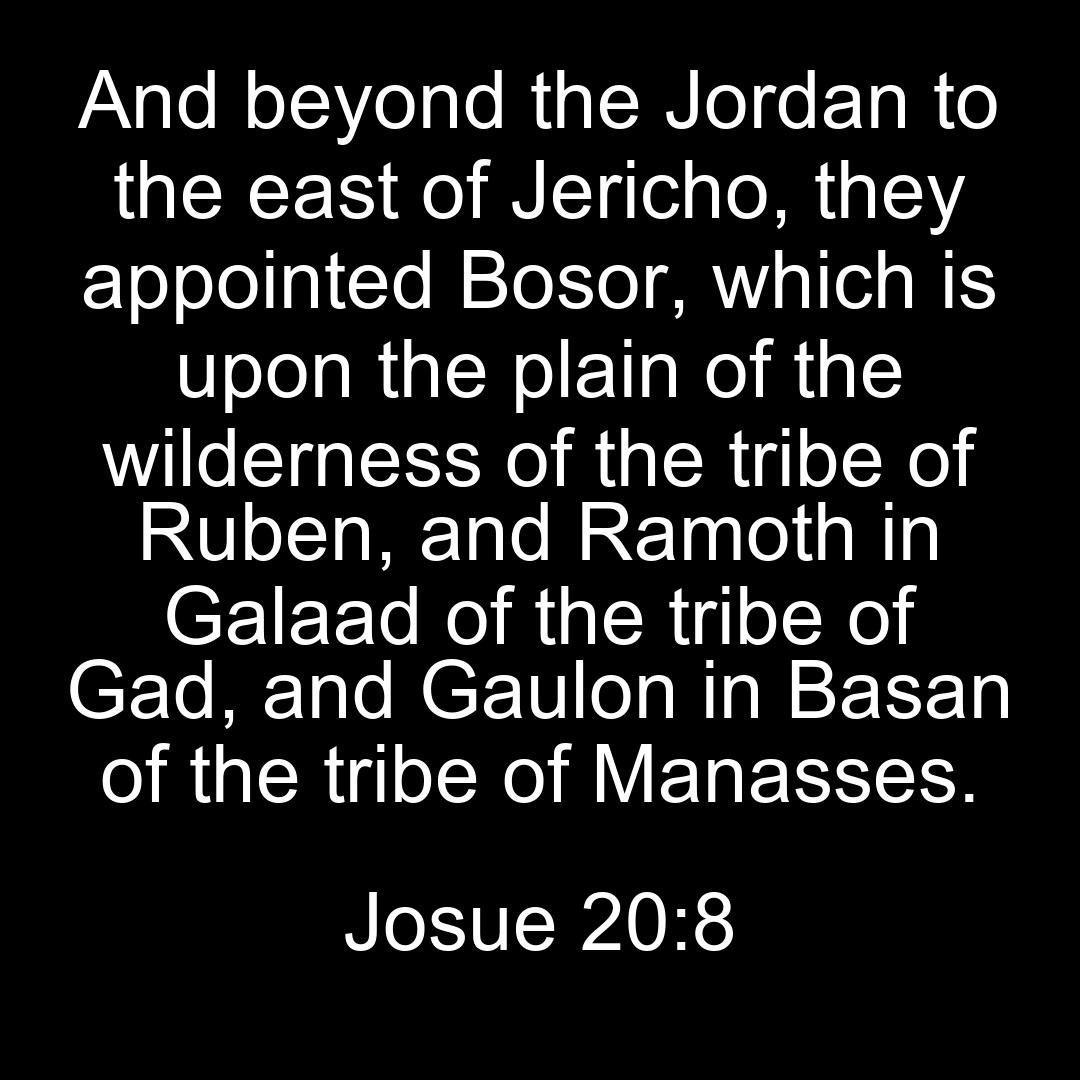 And beyond the Jordan to
the east of Jericho, they
appointed Bosor, which is
upon the plain of the
wilderness of the tribe of
Ruben, and Ramoth in
Galaad of the tribe of
Gad, and Gaulon in Basan
of the tribe of Manasses.
Josue 20:8